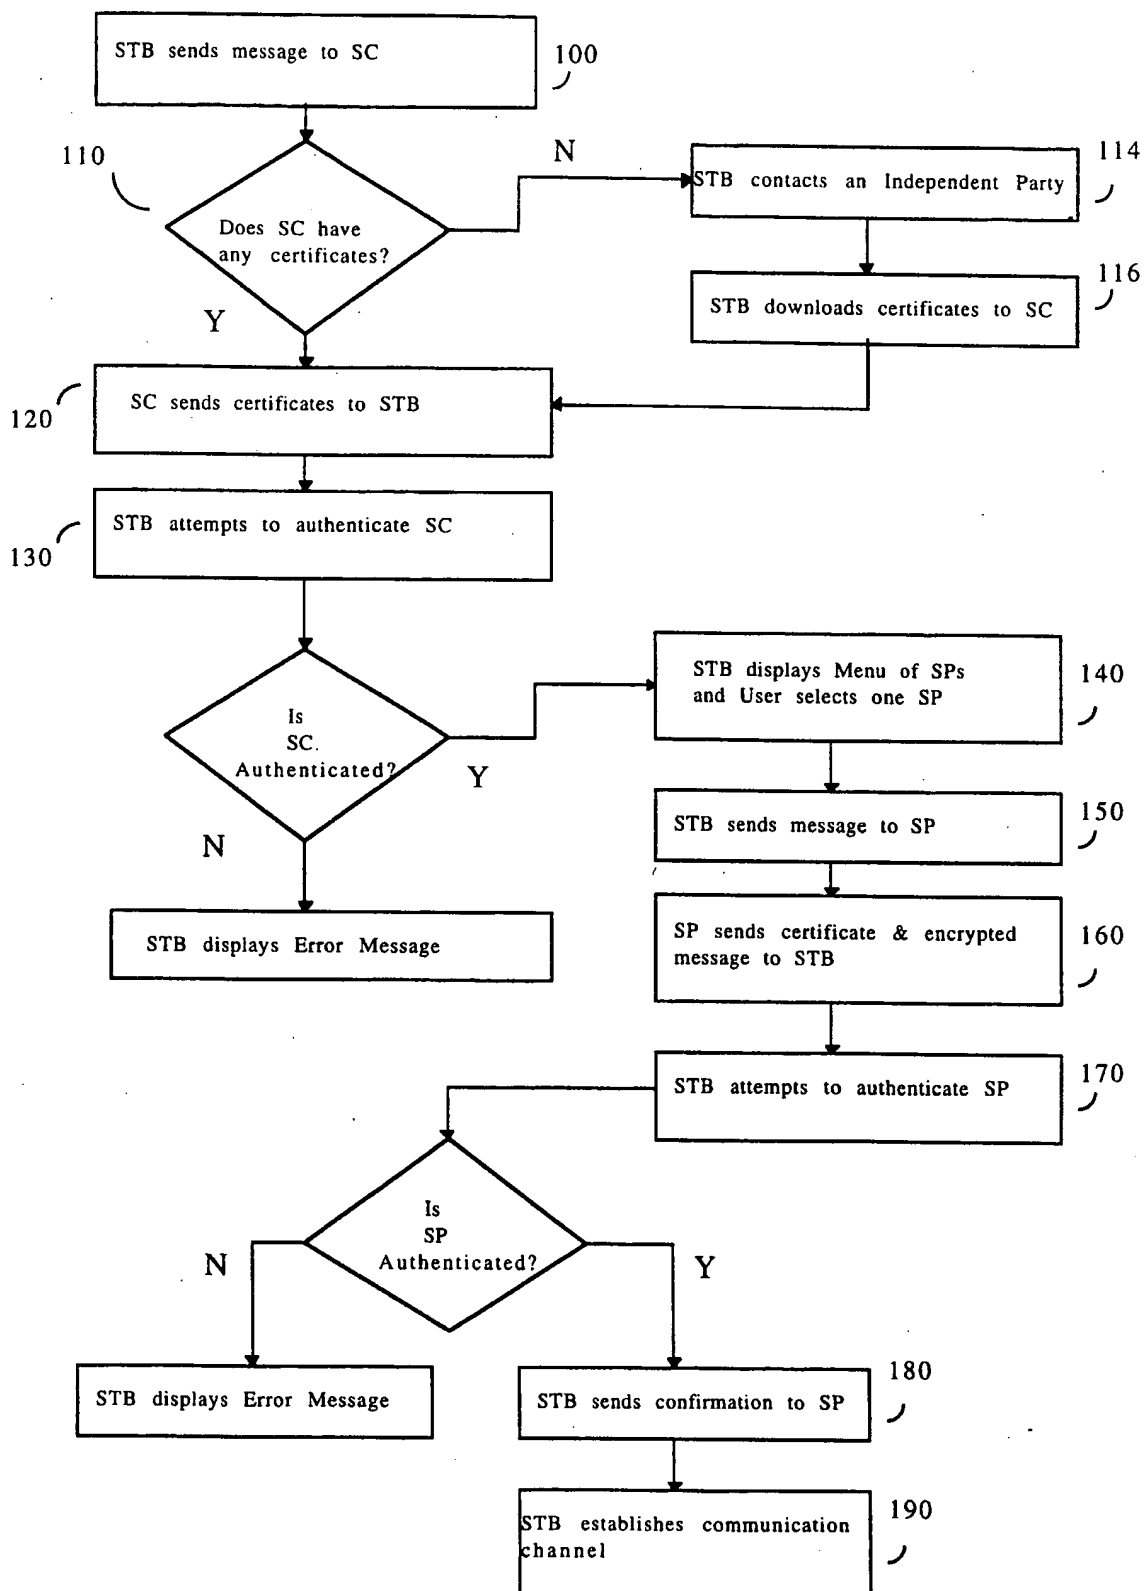 STB sends message to SC
100
110
N
114
STB contacts an Independent Party
Does SC have
any certificates?
116
STB downloads certificates to SC
Y
SC sends certificates to STB
120
STB attempts to authenticate SC
130
STB displays Menu of SPs
and User selects one SP
140
Is
SC.
Authenticated?
Y
N
STB sends message to SP
150
STB displays Error Message
SP sends certificate & encrypted
message to STB
160
STB attempts to authenticate SP
170
Is
SP
Authenticated?
N
Y
STB displays Error Message
STB sends confirmation to SP
180
STB establishes communication
channel
190